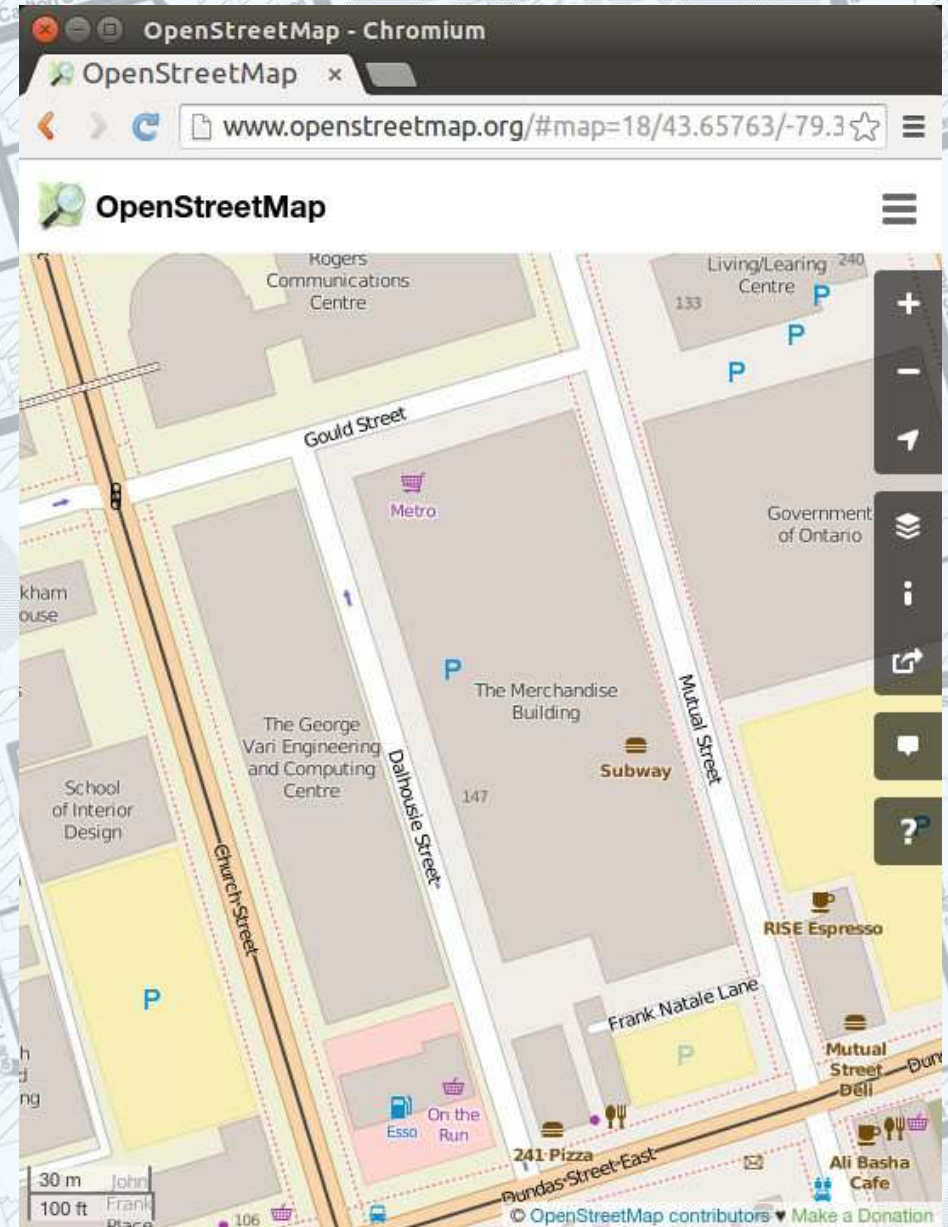 OpenStreetMap - Chromium
OpenStreetMap ×
www.openstreetmap.org/#map=18/43.65763/-79.3
OpenStreetMap
Rogers
Communications
Centre
Living/Learing
Centre
240
133
P
P
P
Gould Street
Metro
Government
of Ontario
kham
ouse
P
The Merchandise
Building
Mutual Street
The George
Vari Engineering
and Computing
Centre
Subway
Dalhousie Street
147
School
of Interior
Design
Church Street
?
P
RISE Espresso
P
Frank Natale Lane
P
Mutual
Street
Deli
Dun
h
ng
On the
Run
Esso
241 Pizza
Dundas Street East
Ali Basha
Cafe
30 m
100 ft
John
Frank
Place
106
© OpenStreetMap contributors ♥ Make a Donation